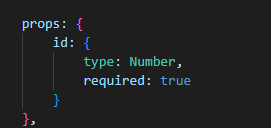 props: {
    id: {
        type: Number,
        required: true
    }
},